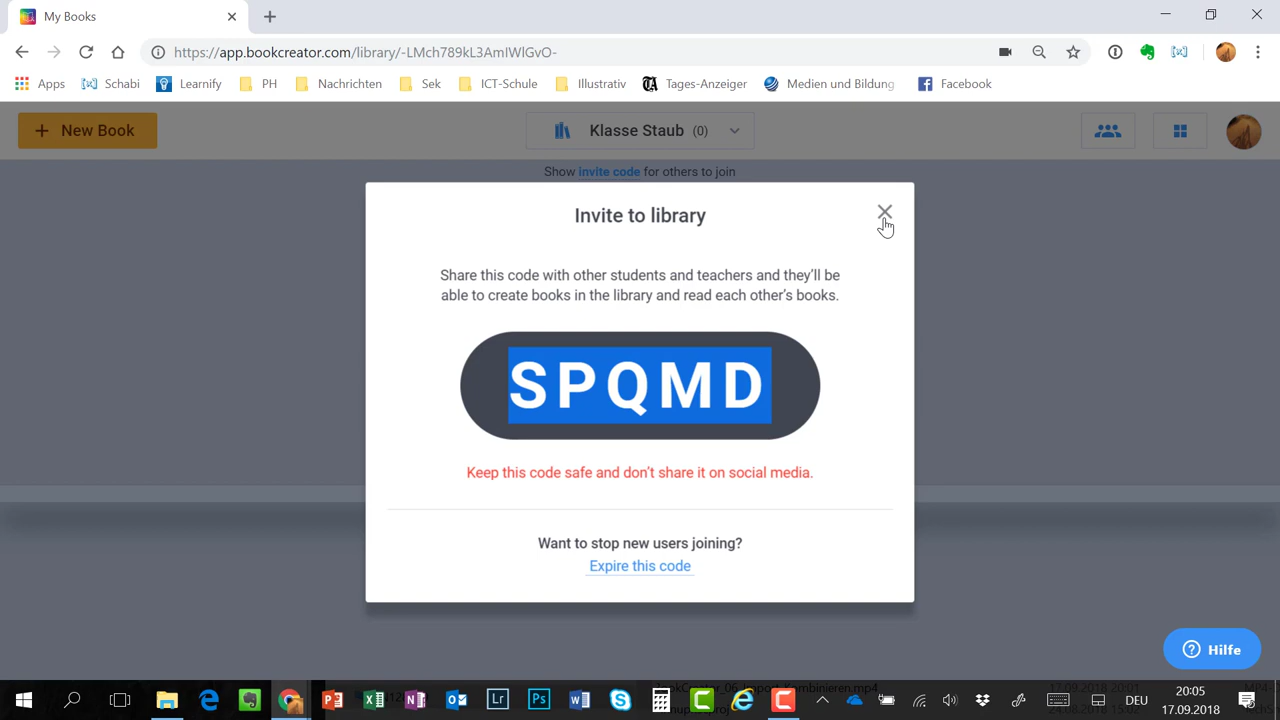 My Books
https://app.bookcreator.com/library/-LMch789kL3AmIWlGvO-
Apps
Schabi
Learnify
PH
Nachrichten
Sek
ICT-Schule
Illustrativ
Tages-Anzeiger
Medien und Bildung
Facebook
+ New Book
Klasse Staub (0)
Show invite code for others to join
Invite to library
Share this code with other students and teachers and they'll be
able to create books in the library and read each other's books.
SPQMD
Keep this code safe and don't share it on social media.
Want to stop new users joining?
Expire this code
Hilfe
DEU
20:05
17.09.2018